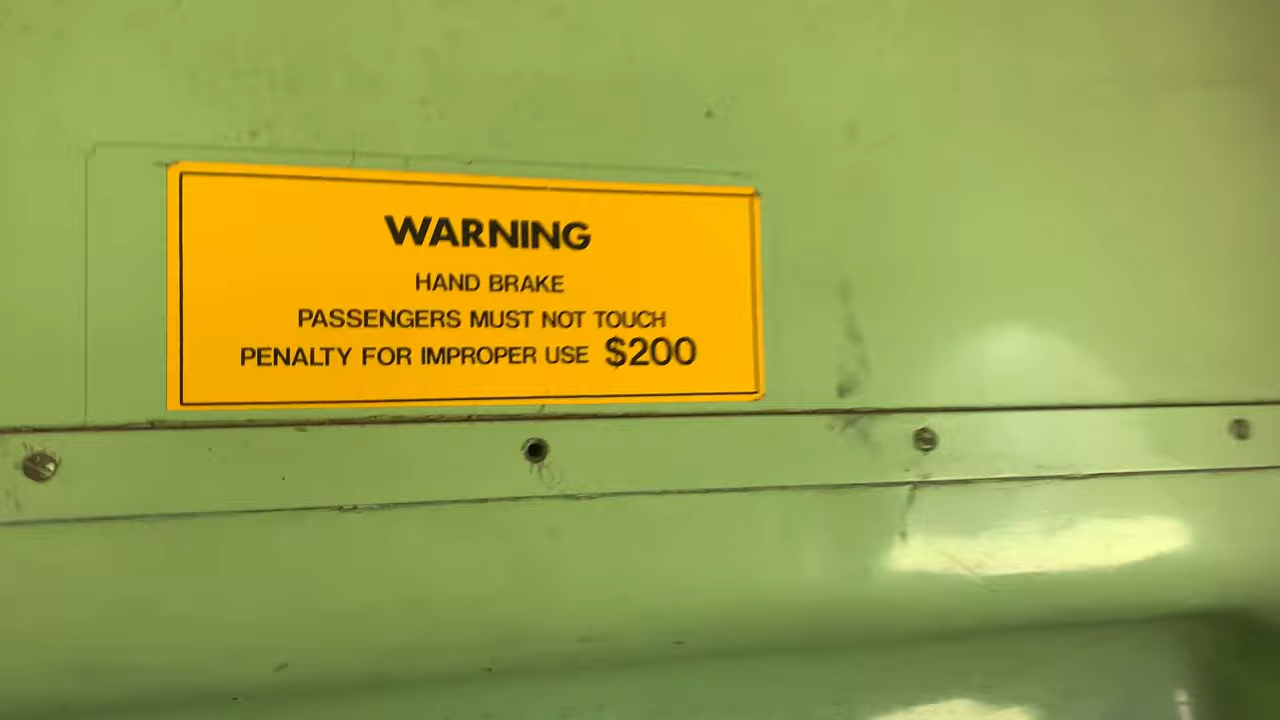 WARNING
HAND BRAKE
PASSENGERS MUST NOT TOUCH
PENALTY FOR IMPROPER USE $200